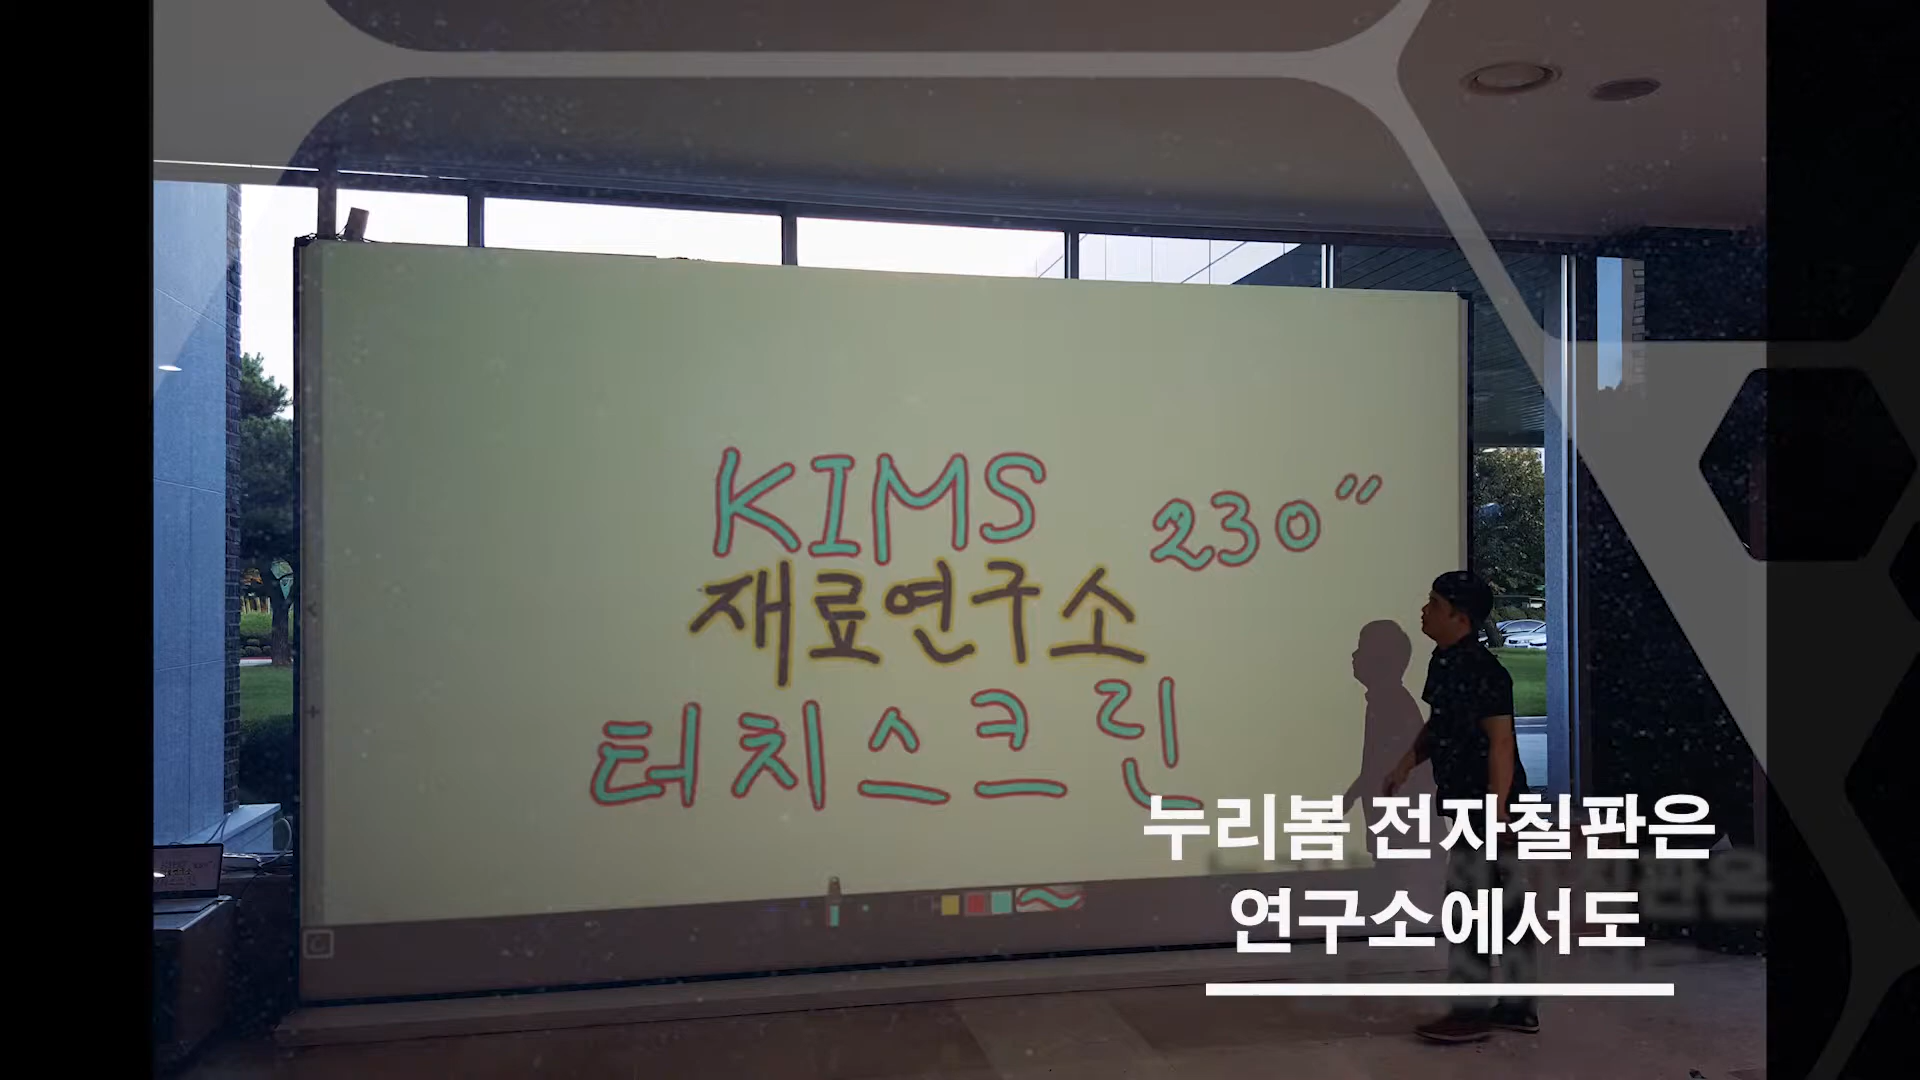 KIMS 230"
재료연구소
터치스크린
누리봄 전자칠판은
연구소에서도